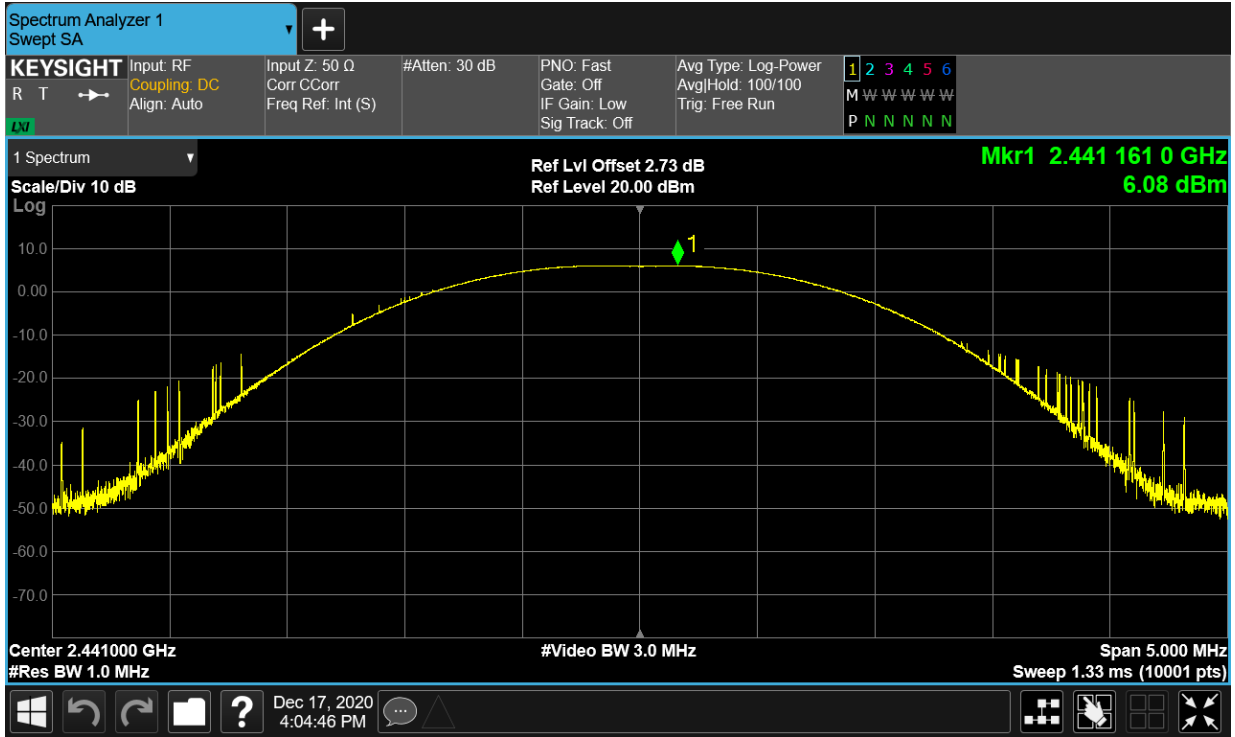 Spectrum Analyzer 1
Swept SA
KEYSIGHT
R T
LXI
Input: RF
Coupling: DC
Align: Auto
Input Z: 50 Ω
Corr CCorr
Freq Ref: Int (S)
#Atten: 30 dB
PNO: Fast
Gate: Off
IF Gain: Low
Sig Track: Off
Avg Type: Log-Power
Avg|Hold: 100/100
Trig: Free Run
1 2 3 4 5 6
M W W W W W
P N N N N N
1 Spectrum
Scale/Div 10 dB
Log
Ref Lvl Offset 2.73 dB
Ref Level 20.00 dBm
Mkr1 2.441 161 0 GHz
6.08 dBm
1
10.0
0.00
-10.0
-20.0
-30.0
-40.0
-50.0
-60.0
-70.0
Center 2.441000 GHz
#Res BW 1.0 MHz
#Video BW 3.0 MHz
Span 5.000 MHz
Sweep 1.33 ms (10001 pts)
?
Dec 17, 2020
4:04:46 PM